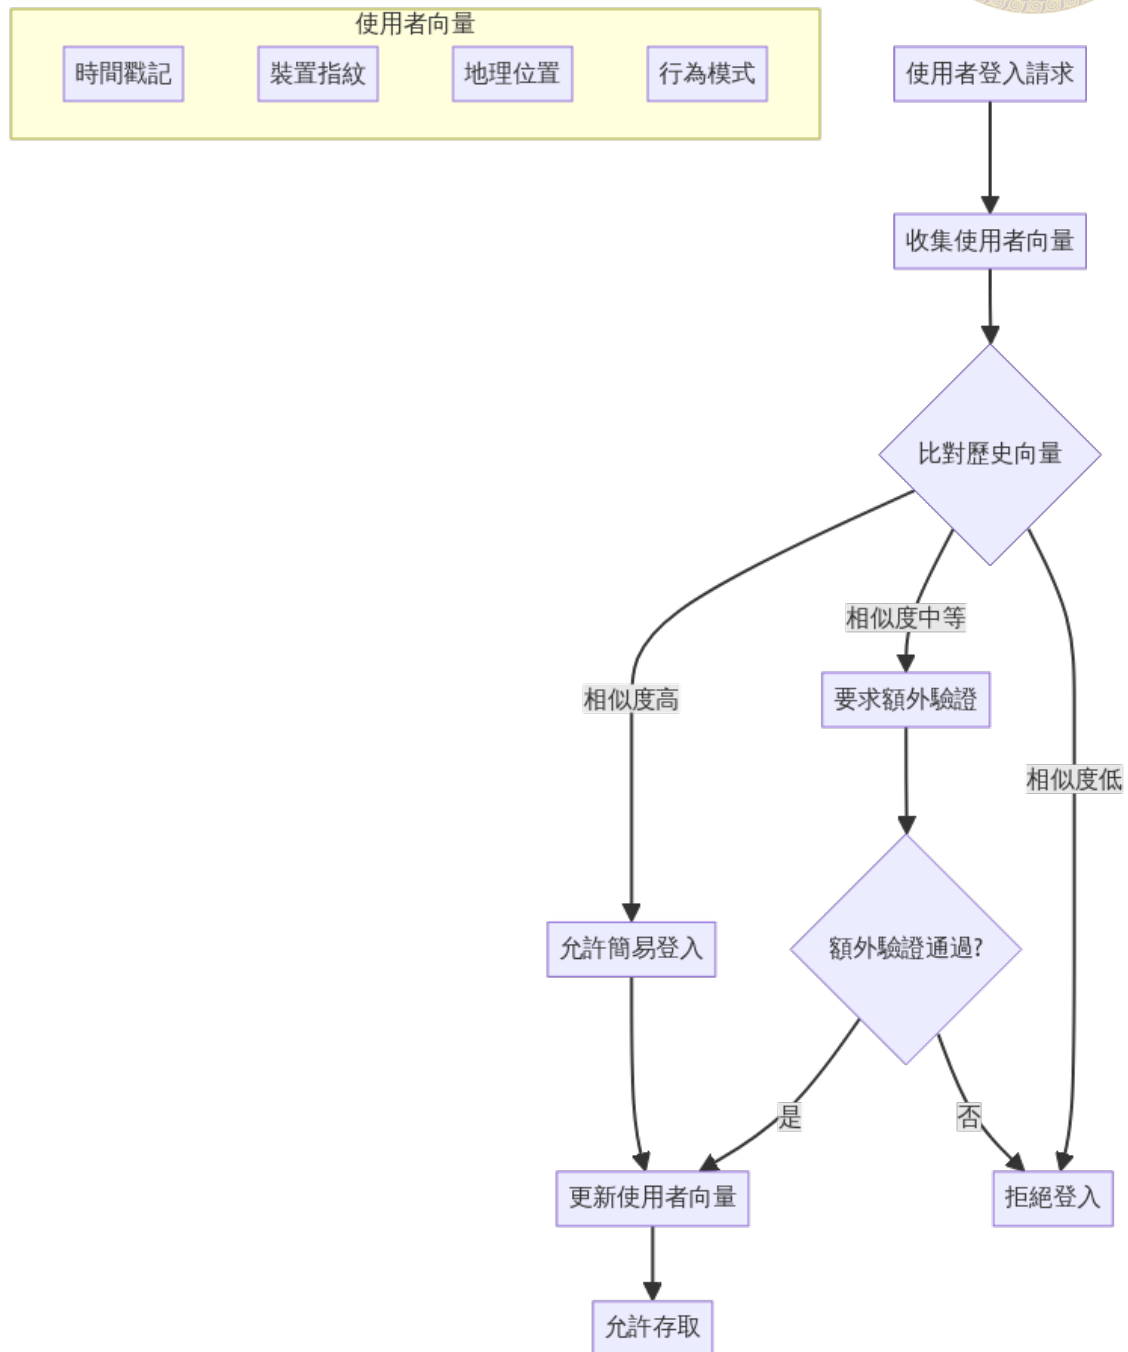 使用者向量
時間戳記
裝置指紋
地理位置
行為模式
使用者登入請求
收集使用者向量
比對歷史向量
相似度中等
相似度高
要求額外驗證
相似度低
允許簡易登入
額外驗證通過?
是
否
更新使用者向量
拒絕登入
允許存取